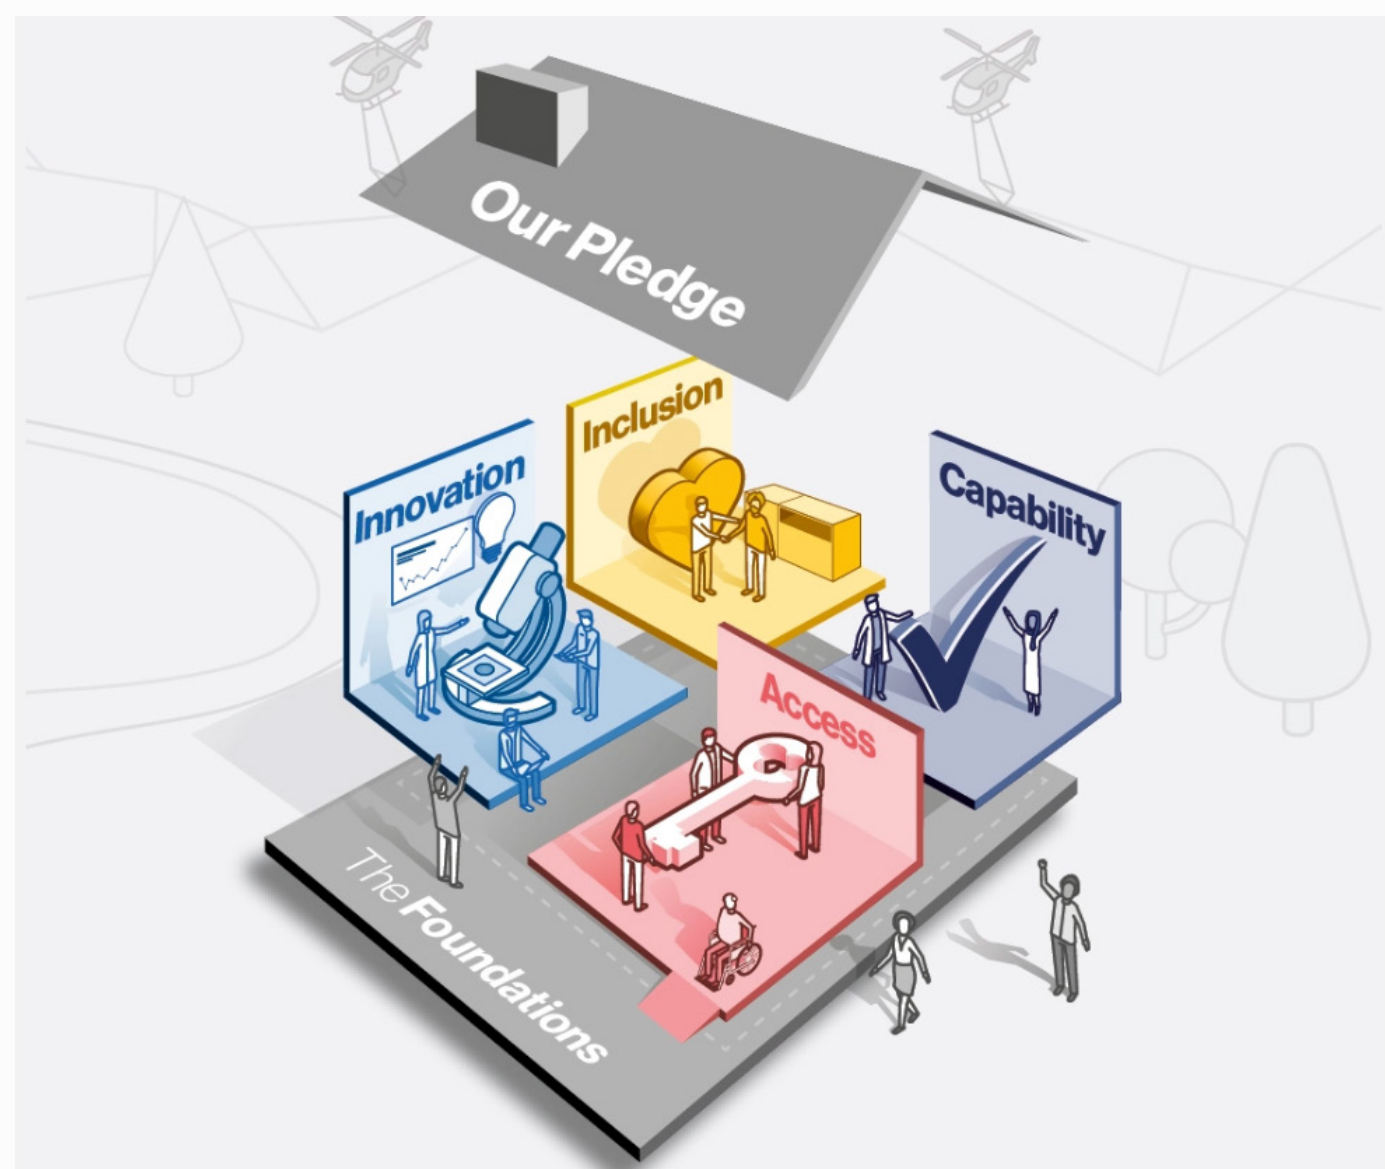 Our Pledge
Inclusion
Innovation
Capability
Access
The Foundations